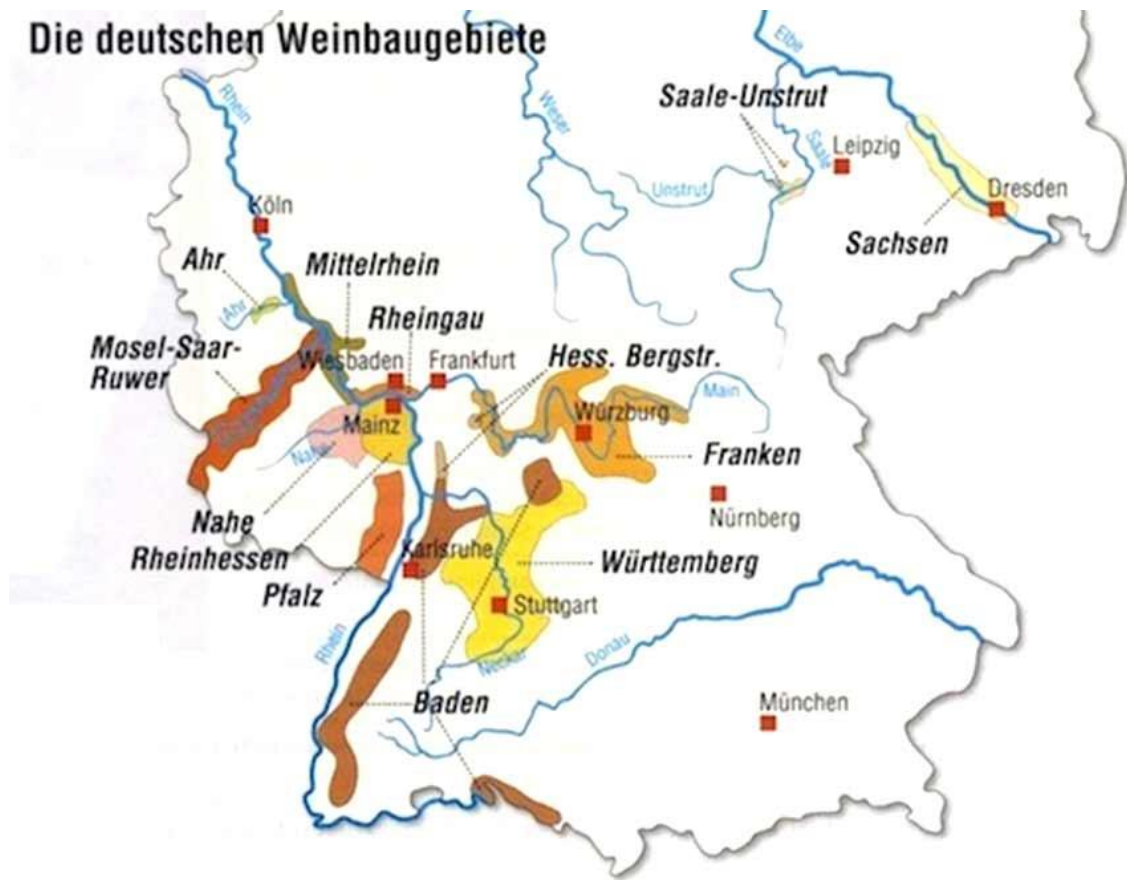 Die deutschen Weinbaugebiete
Elbe
Rhein
Weser
Saale-Unstrut
Saale
Leipzig
Unstrut
Dresden
Köln
Sachsen
Ahr
Mittelrhein
Ahr
Rheingau
Mosel-Saar-
Ruwer
Wiesbaden
Frankfurt
Hess. Bergstr.
Main
Mainz
Würzburg
Nahe
Franken
Nürnberg
Nahe
Rheinhessen
Karlsruhe
Württemberg
Pfalz
Stuttgart
Rhein
Neckar
Donau
Baden
München